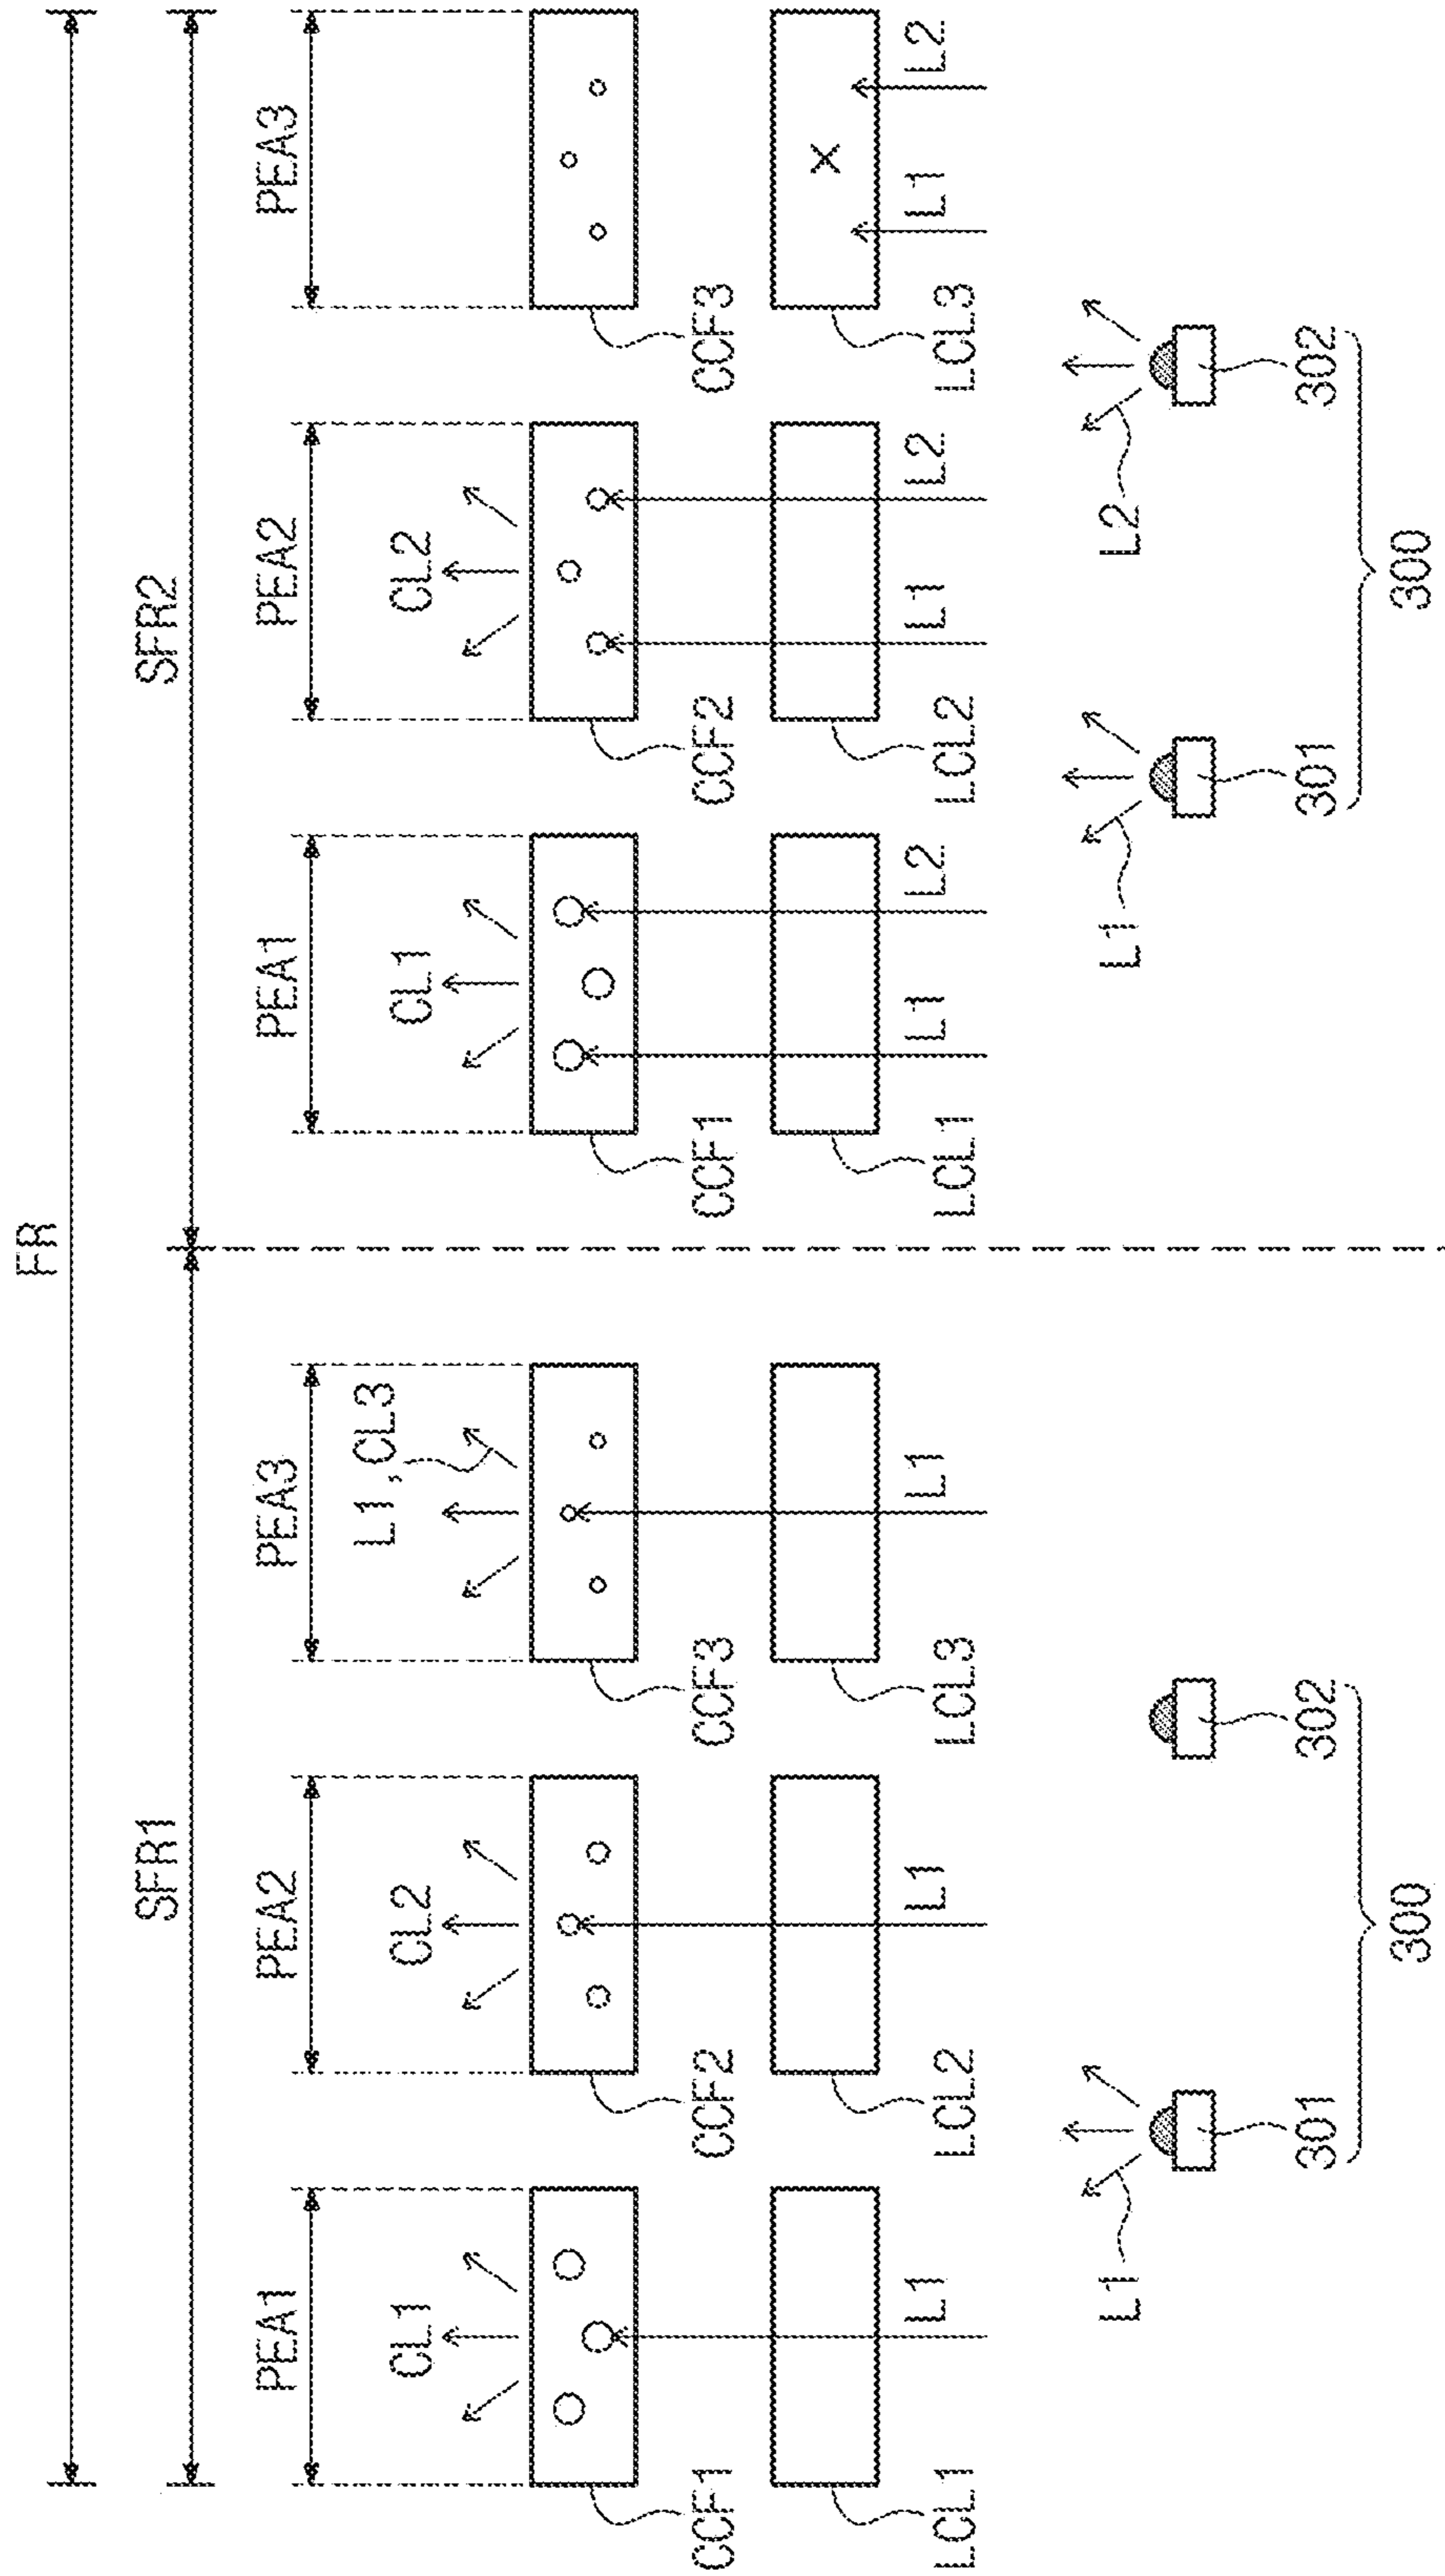 FR
SFR1 SFR2
PEA1 PEA2 PEA3 PEA1 PEA2 PEA3
L1,CL3
CL1 CL2 CL1 CL2
CCF1 CCF2 CCF3 CCF1 CCF2 CCF3
L1 L1 L1 L1 L2 L1 L2 L1 L2
LCL1 LCL2 LCL3 LCL1 LCL2 LCL3
L1 L1 L2
301 302 301 302
300 300